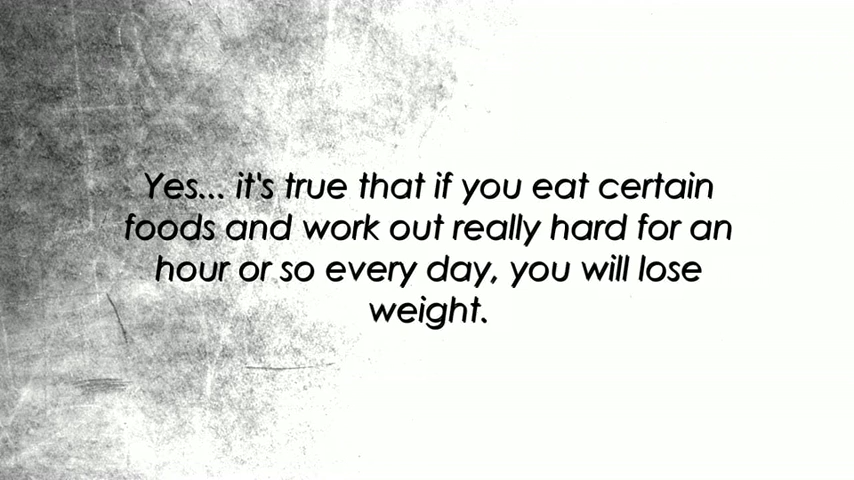 Yes... it's true that if you eat certain
foods and work out really hard for an
hour or so every day, you will lose
weight.